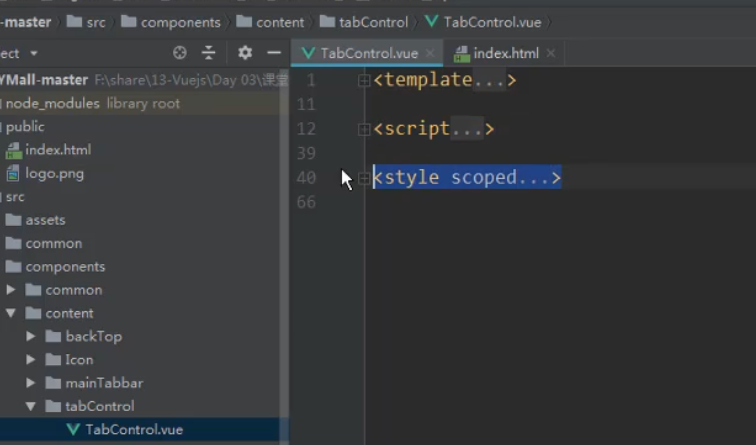 -master src components content tabControl TabControl.vue
ect TabControl.vue index.html
YMall-master F:\share\13-Vuejs\Day 03\课堂
node_modules library root
public
index.html
logo.png
src
assets
common
components
common
content
backTop
Icon
mainTabbar
tabControl
TabControl.vue
1 <template...>
11
12 <script...>
39
40 <style scoped...>
66